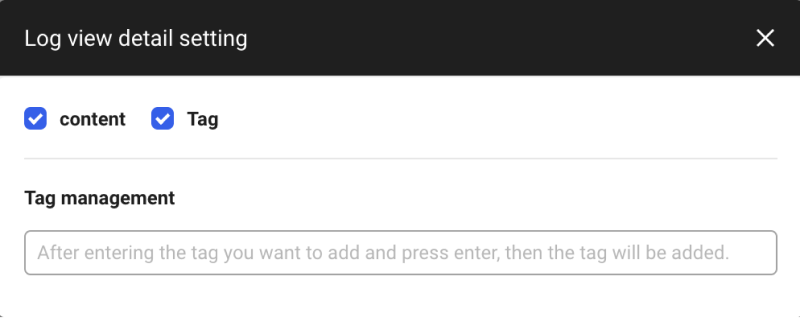 Log view detail setting
content Tag
Tag management
After entering the tag you want to add and press enter, then the tag will be added.